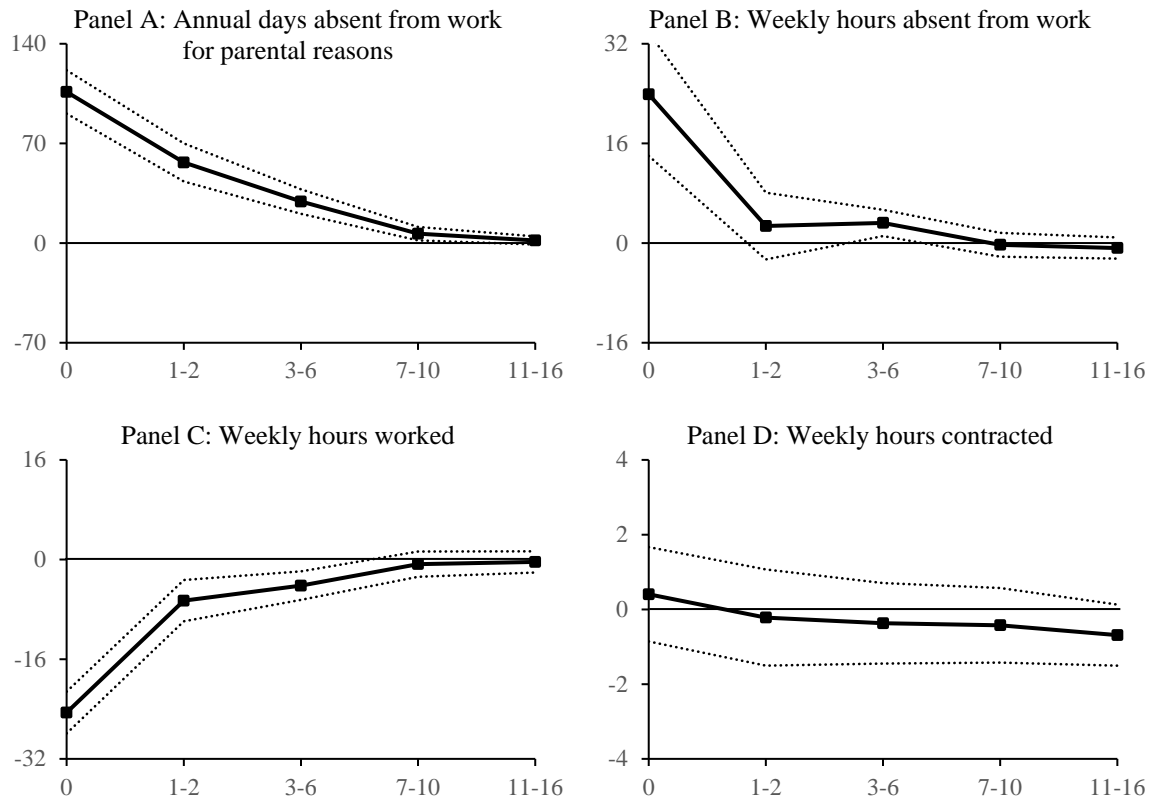 Panel A: Annual days absent from work
for parental reasons
140
70
0
-70
0 1-2 3-6 7-10 11-16
Panel B: Weekly hours absent from work
32
16
0
-16
0 1-2 3-6 7-10 11-16
Panel C: Weekly hours worked
16
0
-16
-32
0 1-2 3-6 7-10 11-16
Panel D: Weekly hours contracted
4
2
0
-2
-4
0 1-2 3-6 7-10 11-16